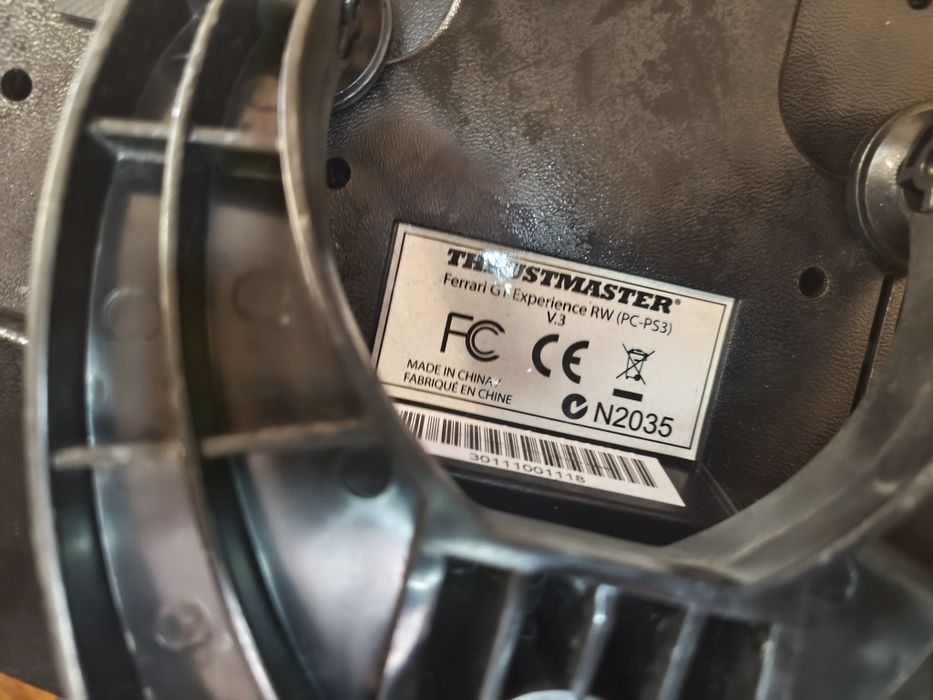 THRUSTMASTER®
Ferrari GT Experience RW (PC-PS3)
V.3
FC CE
MADE IN CHINA
FABRIQUÉ EN CHINE
N2035
30111001118